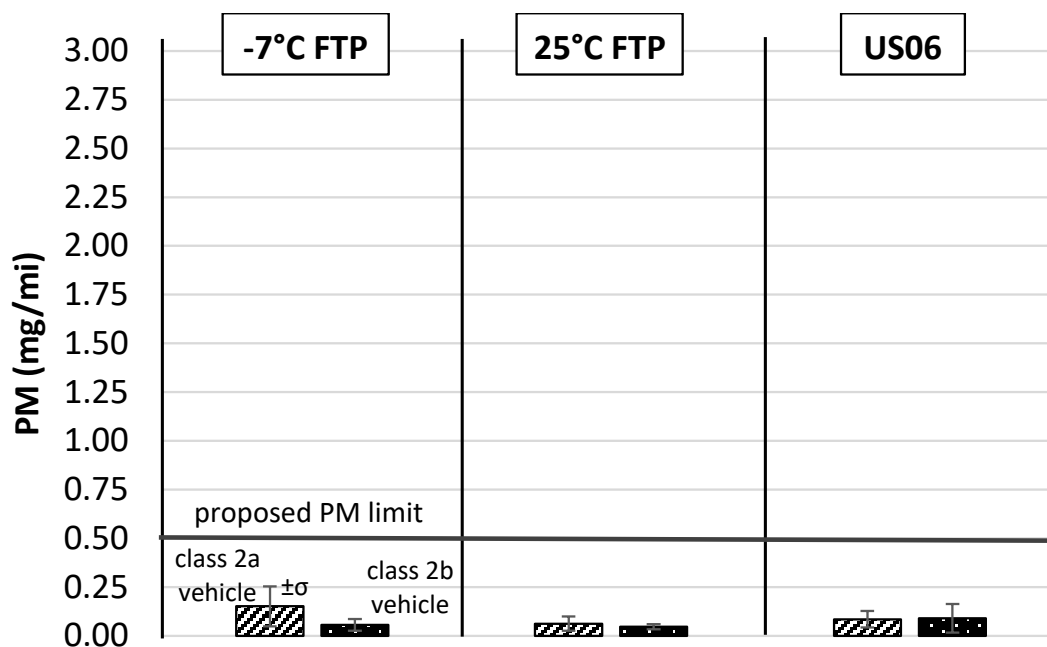 -7°C FTP
25°C FTP
US06
PM (mg/mi)
3.00
2.75
2.50
2.25
2.00
1.75
1.50
1.25
1.00
0.75
0.50
0.25
0.00
proposed PM limit
class 2a
vehicle
±σ
class 2b
vehicle